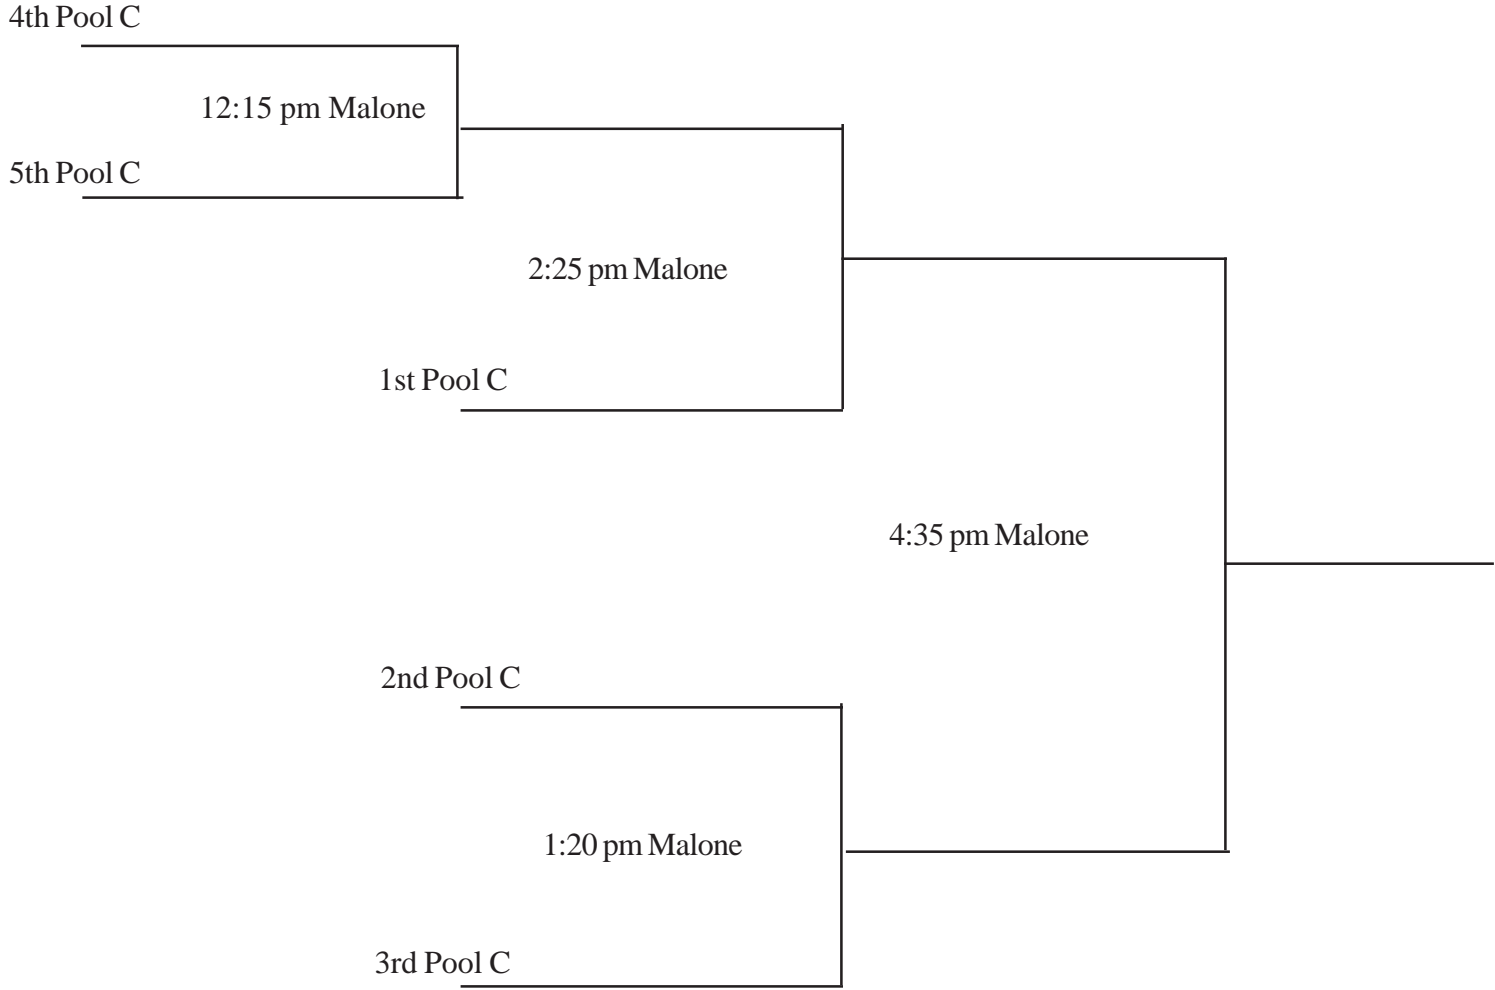 4th Pool C
12:15 pm Malone
5th Pool C
2:25 pm Malone
1st Pool C
4:35 pm Malone
2nd Pool C
1:20 pm Malone
3rd Pool C